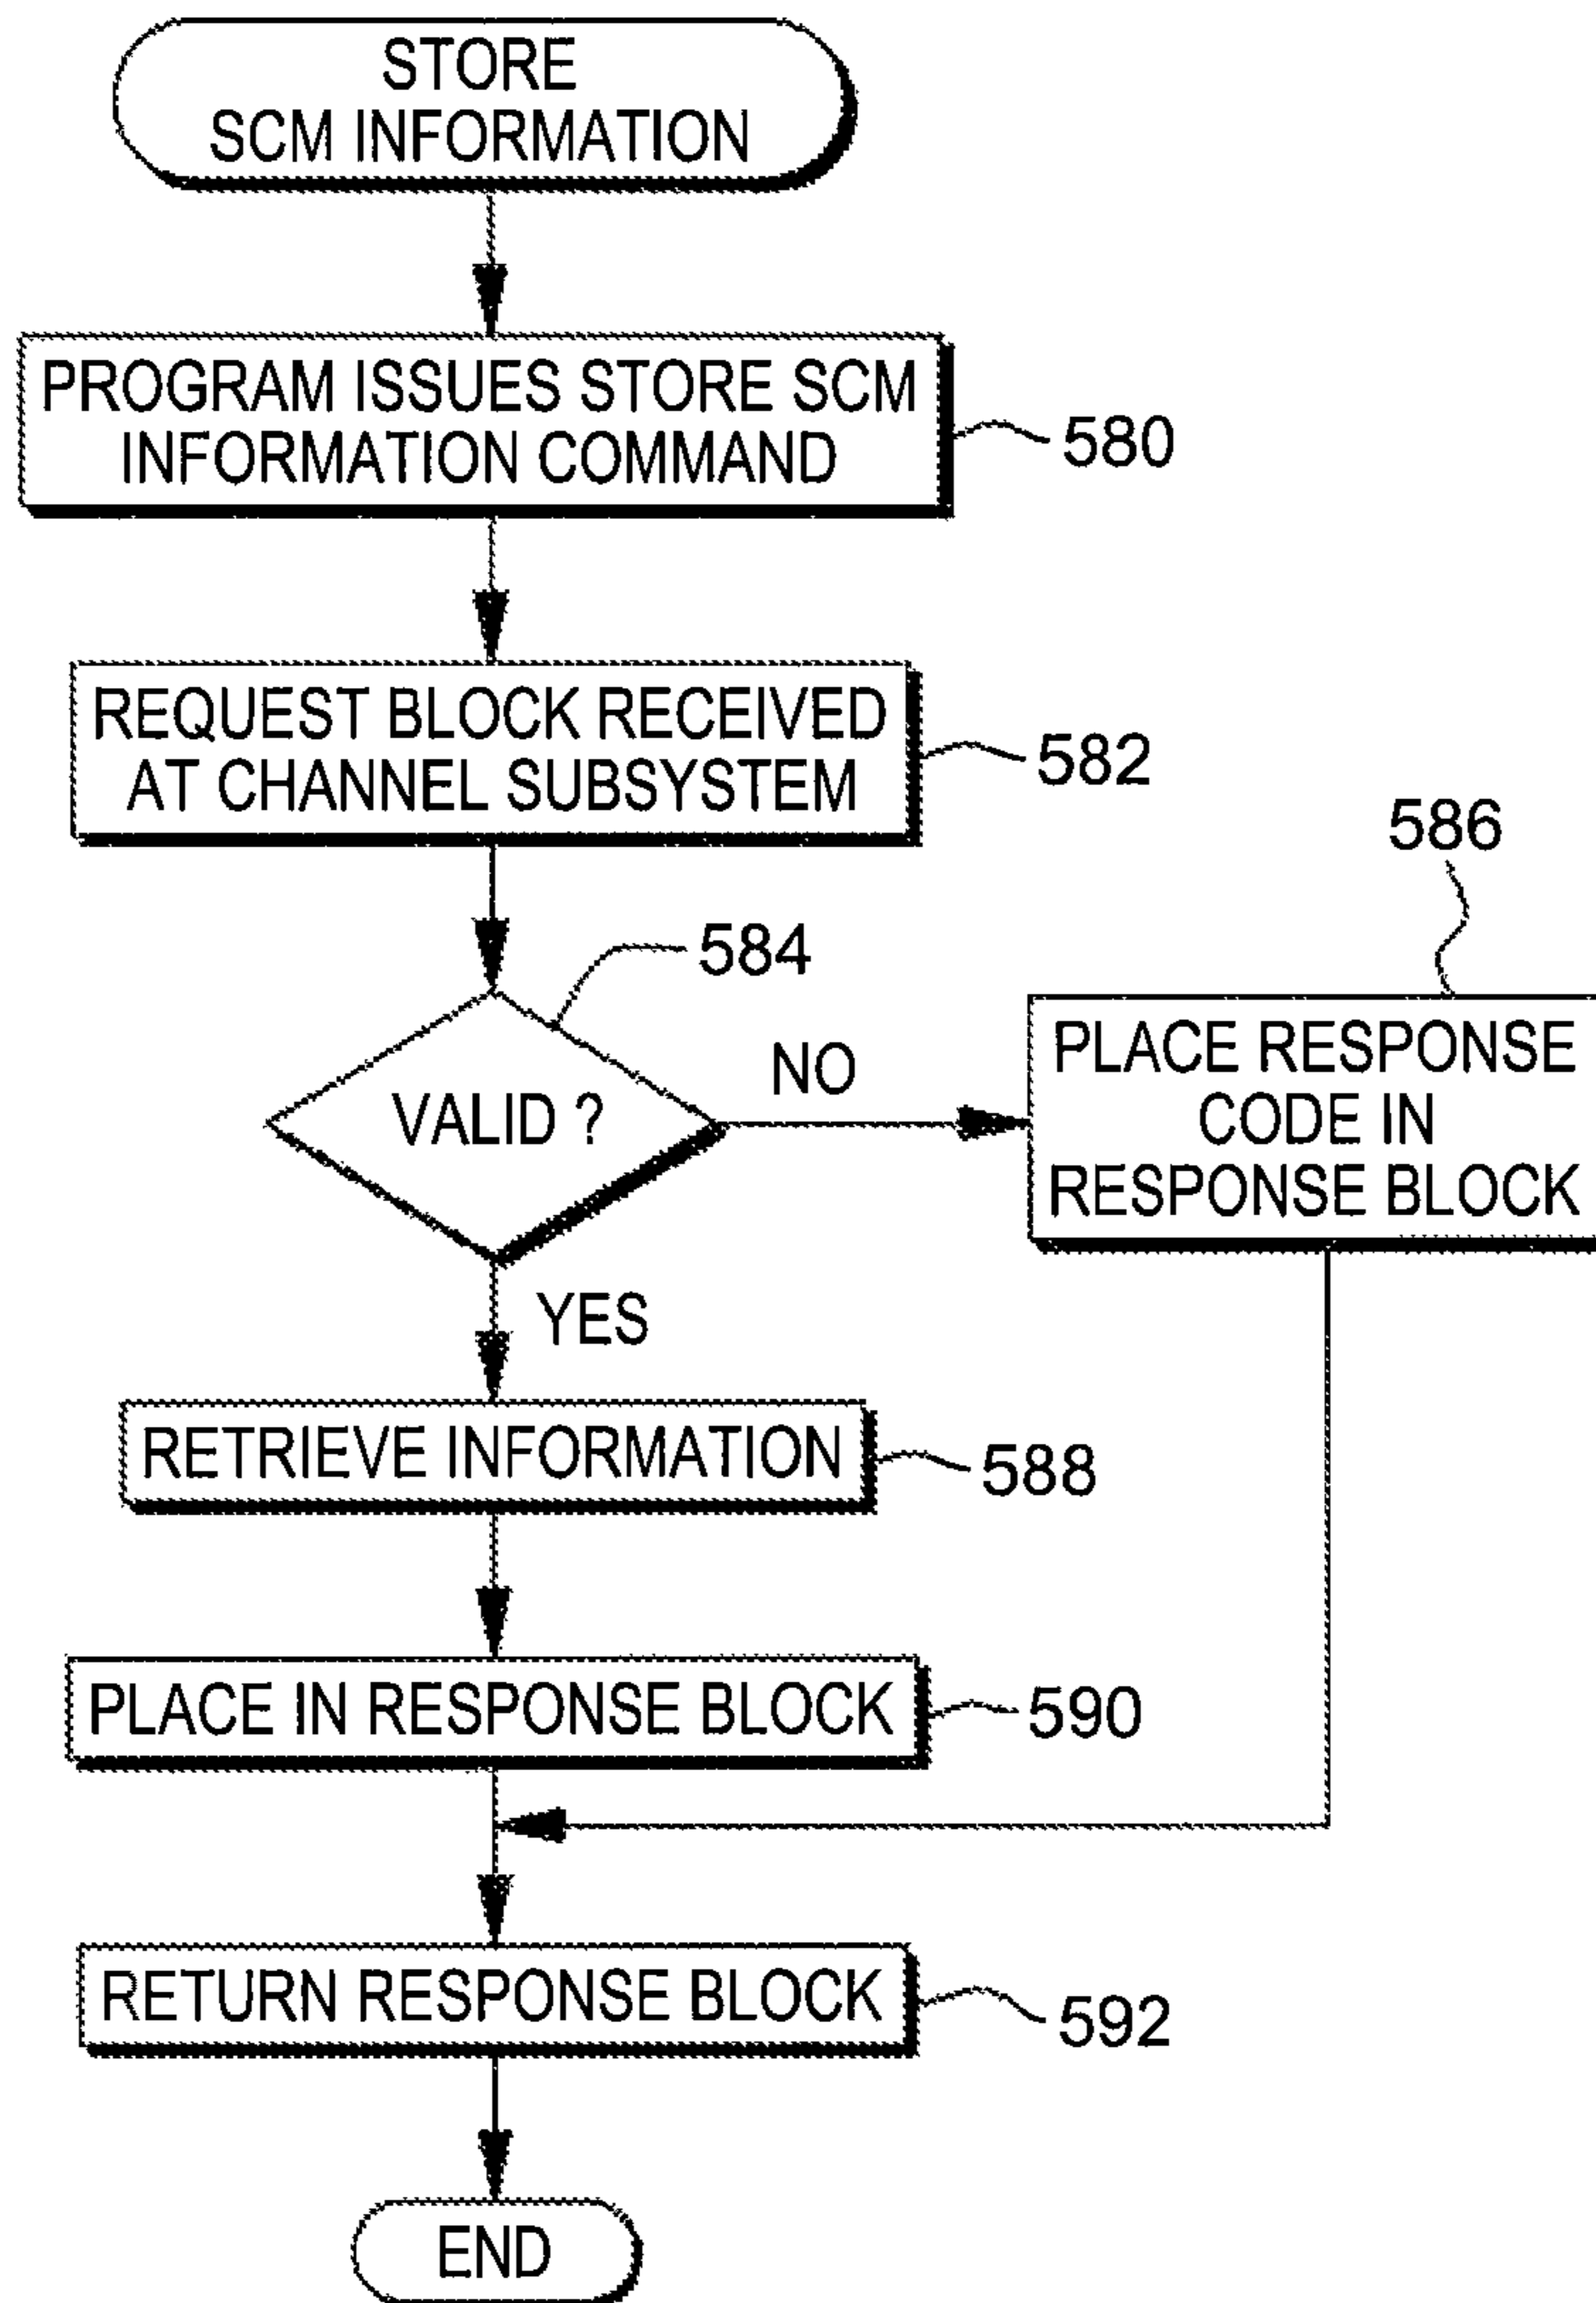 STORE
SCM INFORMATION
PROGRAM ISSUES STORE SCM
INFORMATION COMMAND
580
REQUEST BLOCK RECEIVED
AT CHANNEL SUBSYSTEM
582
584
VALID ?
NO
586
PLACE RESPONSE
CODE IN
RESPONSE BLOCK
YES
RETRIEVE INFORMATION
588
PLACE IN RESPONSE BLOCK
590
RETURN RESPONSE BLOCK
592
END